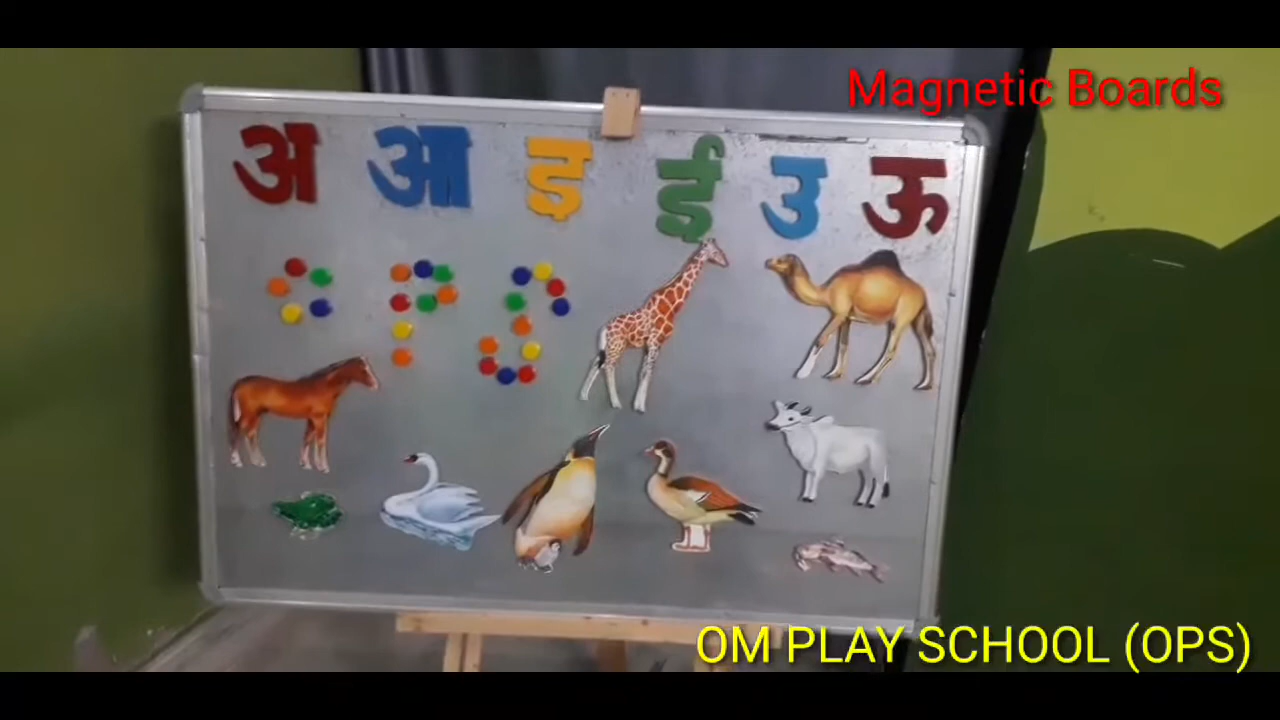 Magnetic Boards
अ आ इ ई उ ऊ
O P S
OM PLAY SCHOOL (OPS)